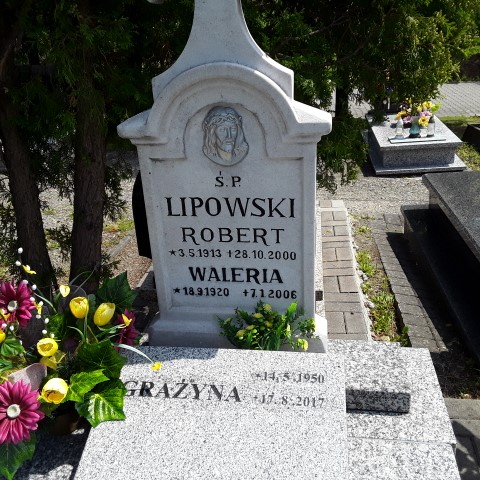 Ś.P.
LIPOWSKI
ROBERT
*3.5.1913 +28.10.2000
WALERIA
*18.9.1920 +7.1.2006
GRAŻYNA
*14.5.1950
+17.8.2017